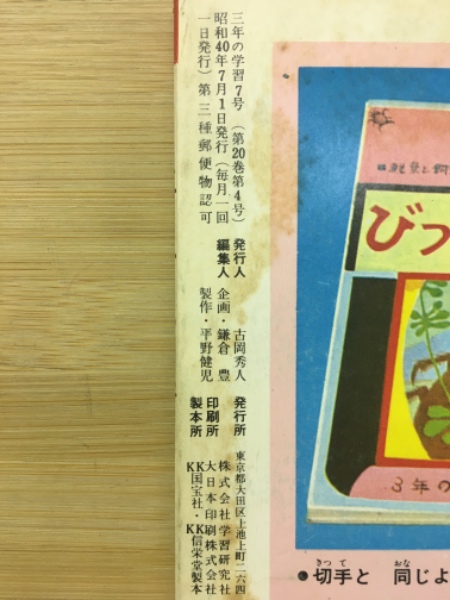 三年の学習7号(第20巻第4号)
昭和40年7月1日発行(毎月一回
一日発行)第三種郵便物認可
発行人 古岡秀人
編集人 企画・鎌倉 豊
製作・平野健児
発行所 東京都大田区上池上町二六四
株式会社学習研究社
印刷所 大日本印刷株式会社
製本所 KK国宝社・KK信栄堂製本
びっ
3年の
●切手と 同じよ
きって おな